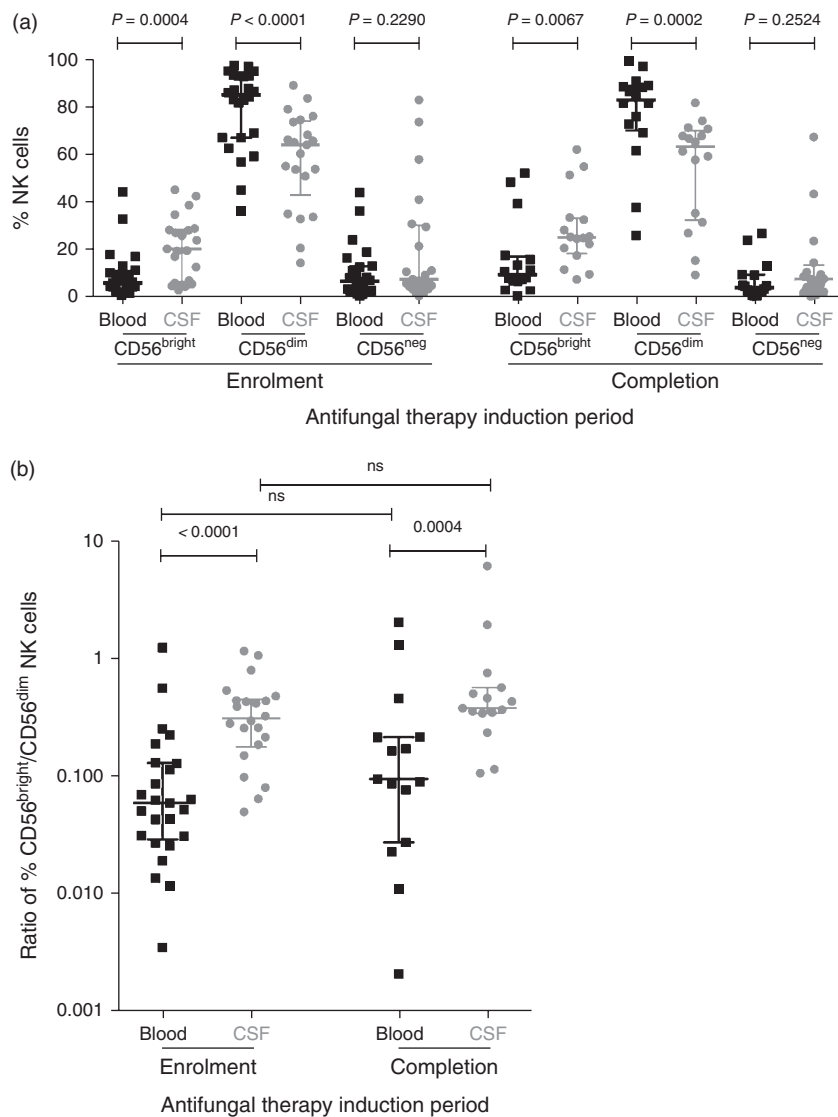 (a)
P = 0.0004 P < 0.0001 P = 0.2290 P = 0.0067 P = 0.0002 P = 0.2524
% NK cells
100
80
60
40
20
0
Blood CSF Blood CSF Blood CSF Blood CSF Blood CSF Blood CSF
CD56bright CD56dim CD56neg CD56bright CD56dim CD56neg
Enrolment Completion
Antifungal therapy induction period
(b)
ns
ns
< 0.0001 0.0004
Ratio of % CD56bright/CD56dim NK cells
10
1
0.100
0.010
0.001
Blood CSF Blood CSF
Enrolment Completion
Antifungal therapy induction period